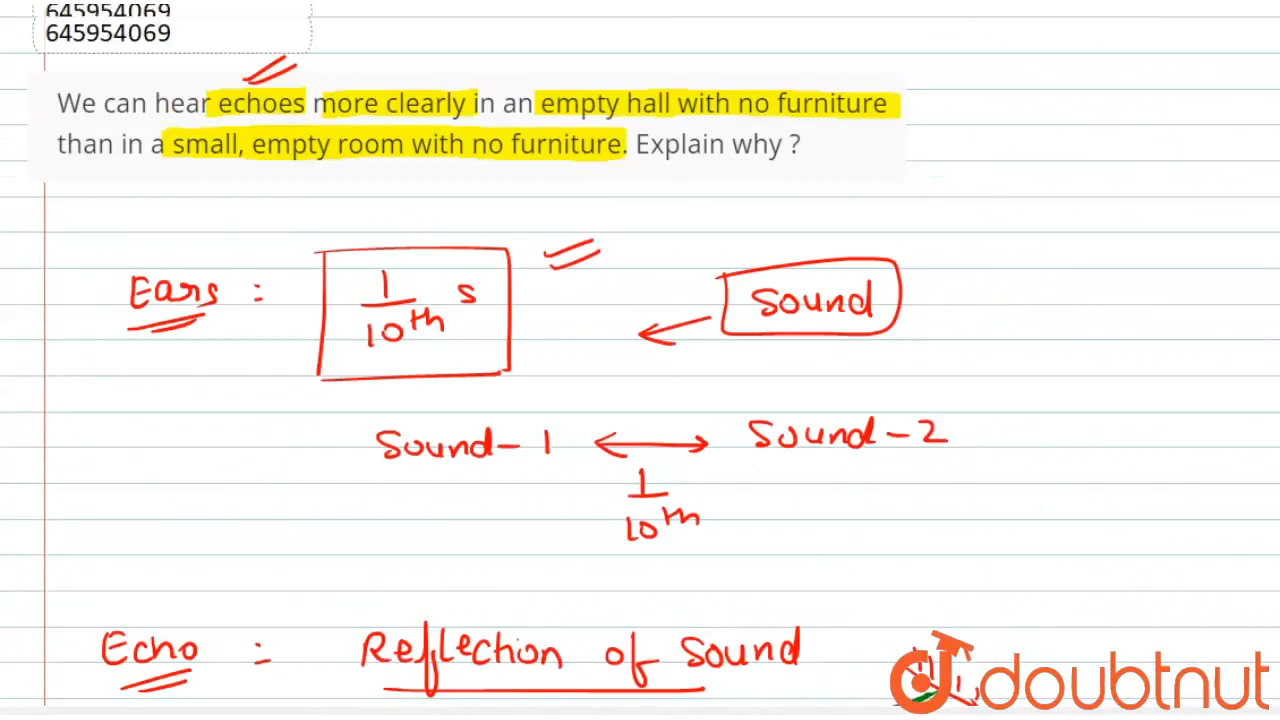 645954069
645954069
We can hear echoes more clearly in an empty hall with no furniture
than in a small, empty room with no furniture. Explain why ?
Ears : 1/10th s
Sound
Sound-1 Sound-2
1/10th
Echo : Reflection of Sound
doubtnut